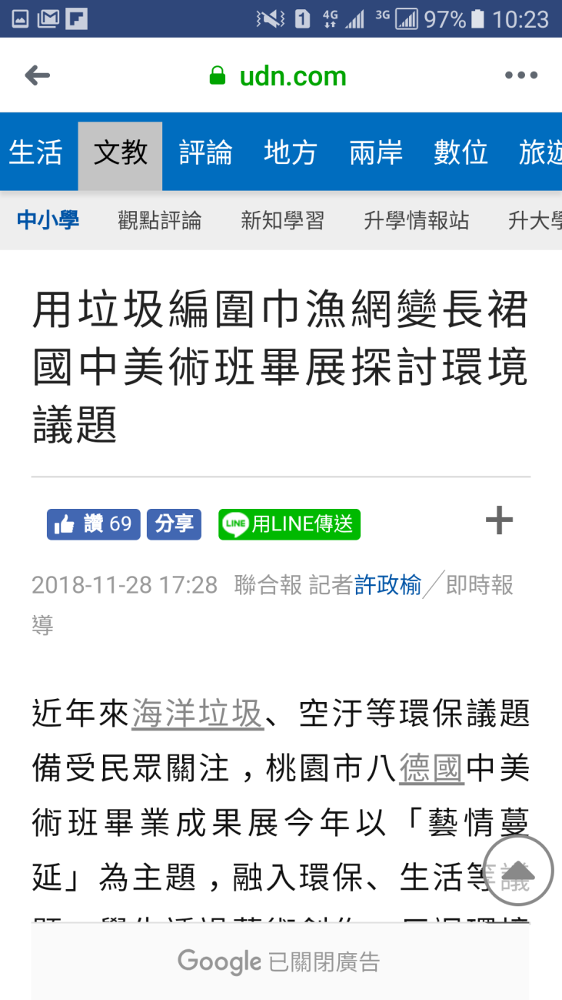 1 4G 3G 97% 10:23
udn.com
生活 文教 評論 地方 兩岸 數位 旅遊
中小學 觀點評論 新知學習 升學情報站 升大學
用垃圾編圍巾漁網變長裙
國中美術班畢展探討環境
議題
讚 69 分享 LINE 用LINE傳送
2018-11-28 17:28 聯合報 記者許政榆╱即時報
導
近年來海洋垃圾、空汙等環保議題
備受民眾關注，桃園市八德國中美
術班畢業成果展今年以「藝情蔓
延」為主題，融入環保、生活等議
Google 已關閉廣告